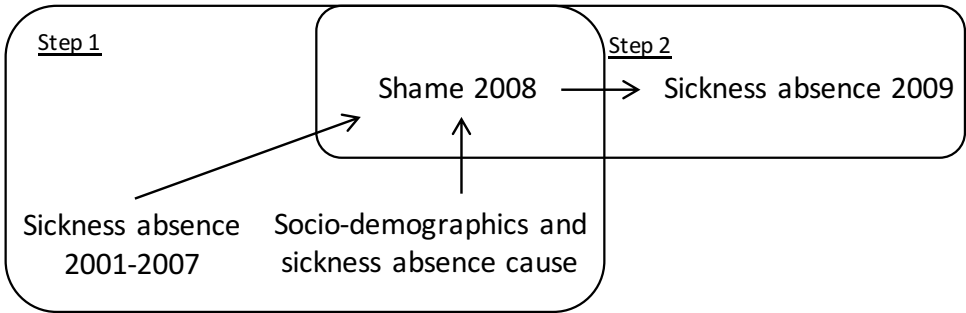 Step 1
Step 2
Shame 2008
Sickness absence 2009
Sickness absence
2001-2007
Socio-demographics and
sickness absence cause